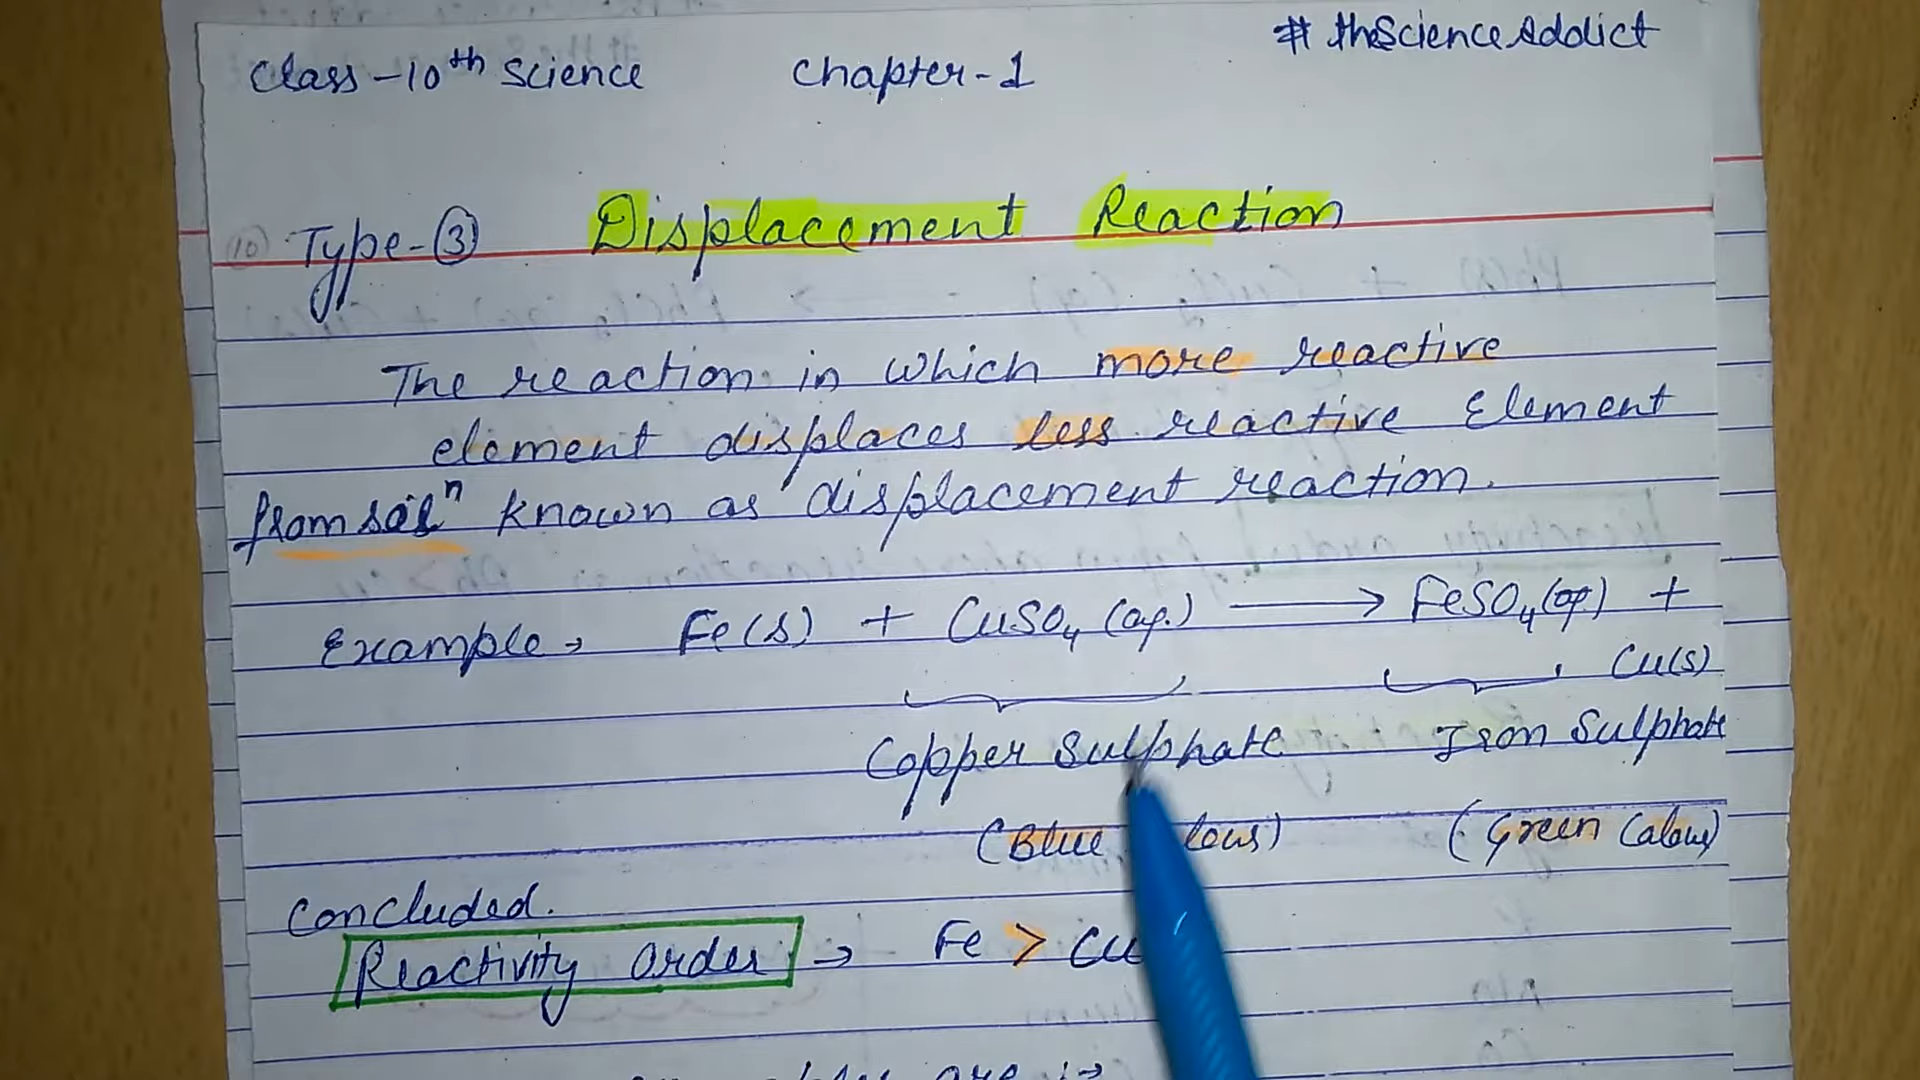 # theScienceAddict
Class-10th Science Chapter-1
Type-③ Displacement Reaction
The reaction in which more reactive
element displaces less reactive Element
from solⁿ known as displacement reaction.
Example → Fe(s) + CuSO₄(aq.) ⟶ FeSO₄(aq) +
Cu(s)
Copper Sulphate Iron Sulphate
(Blue (Green Colour)
Concluded.
Reactivity Order → Fe > Cu
are :→